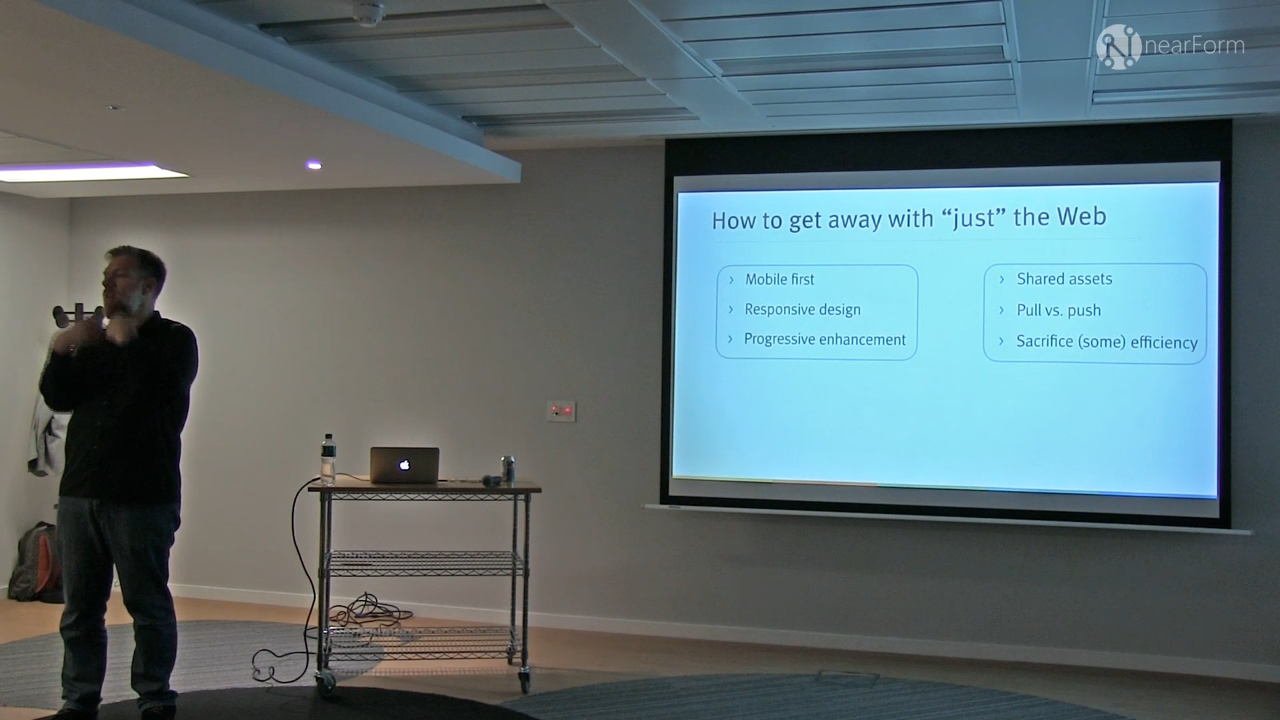 nearForm
How to get away with “just” the Web
› Mobile first
› Responsive design
› Progressive enhancement
› Shared assets
› Pull vs. push
› Sacrifice (some) efficiency